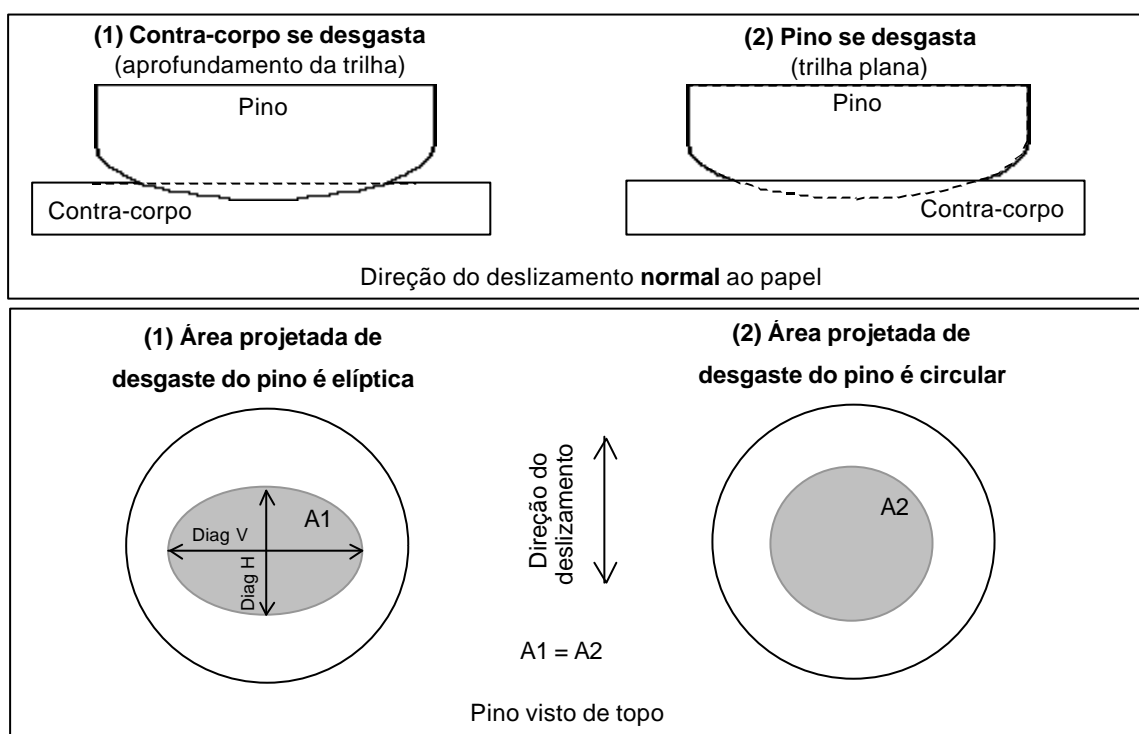 (1) Contra-corpo se desgasta
(aprofundamento da trilha)
Pino
Contra-corpo
(2) Pino se desgasta
(trilha plana)
Pino
Contra-corpo
Direção do deslizamento normal ao papel
(1) Área projetada de
desgaste do pino é elíptica
A1
Diag V
Diag H
Direção do
deslizamento
A1 = A2
(2) Área projetada de
desgaste do pino é circular
A2
Pino visto de topo